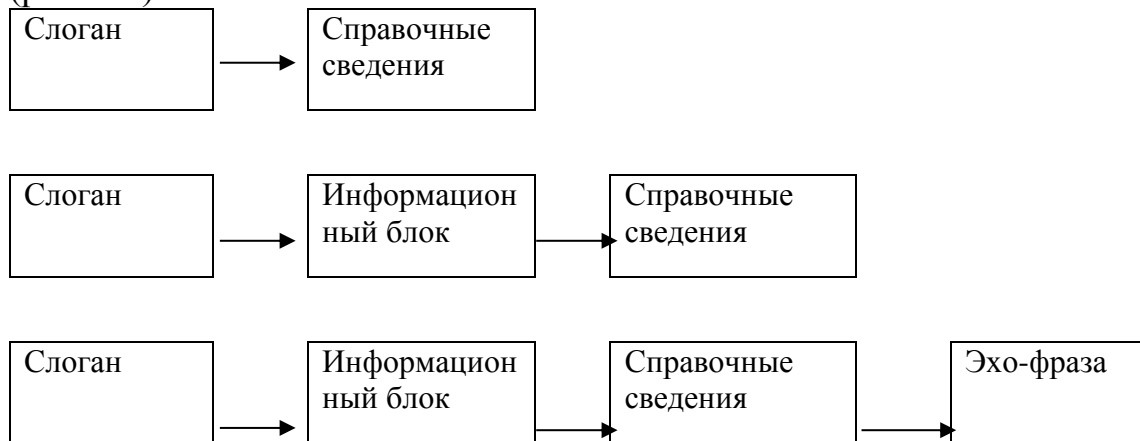 Слоган Справочные
сведения
Слоган Информацион Справочные
ный блок сведения
Слоган Информацион Справочные Эхо-фраза
ный блок сведения